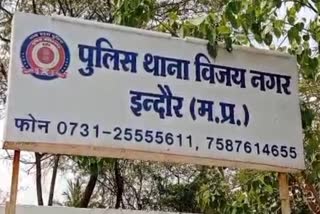 पुलिस थाना विजय नगर
इन्दौर (म.प्र.)
फोन 0731-25555611, 7587614655